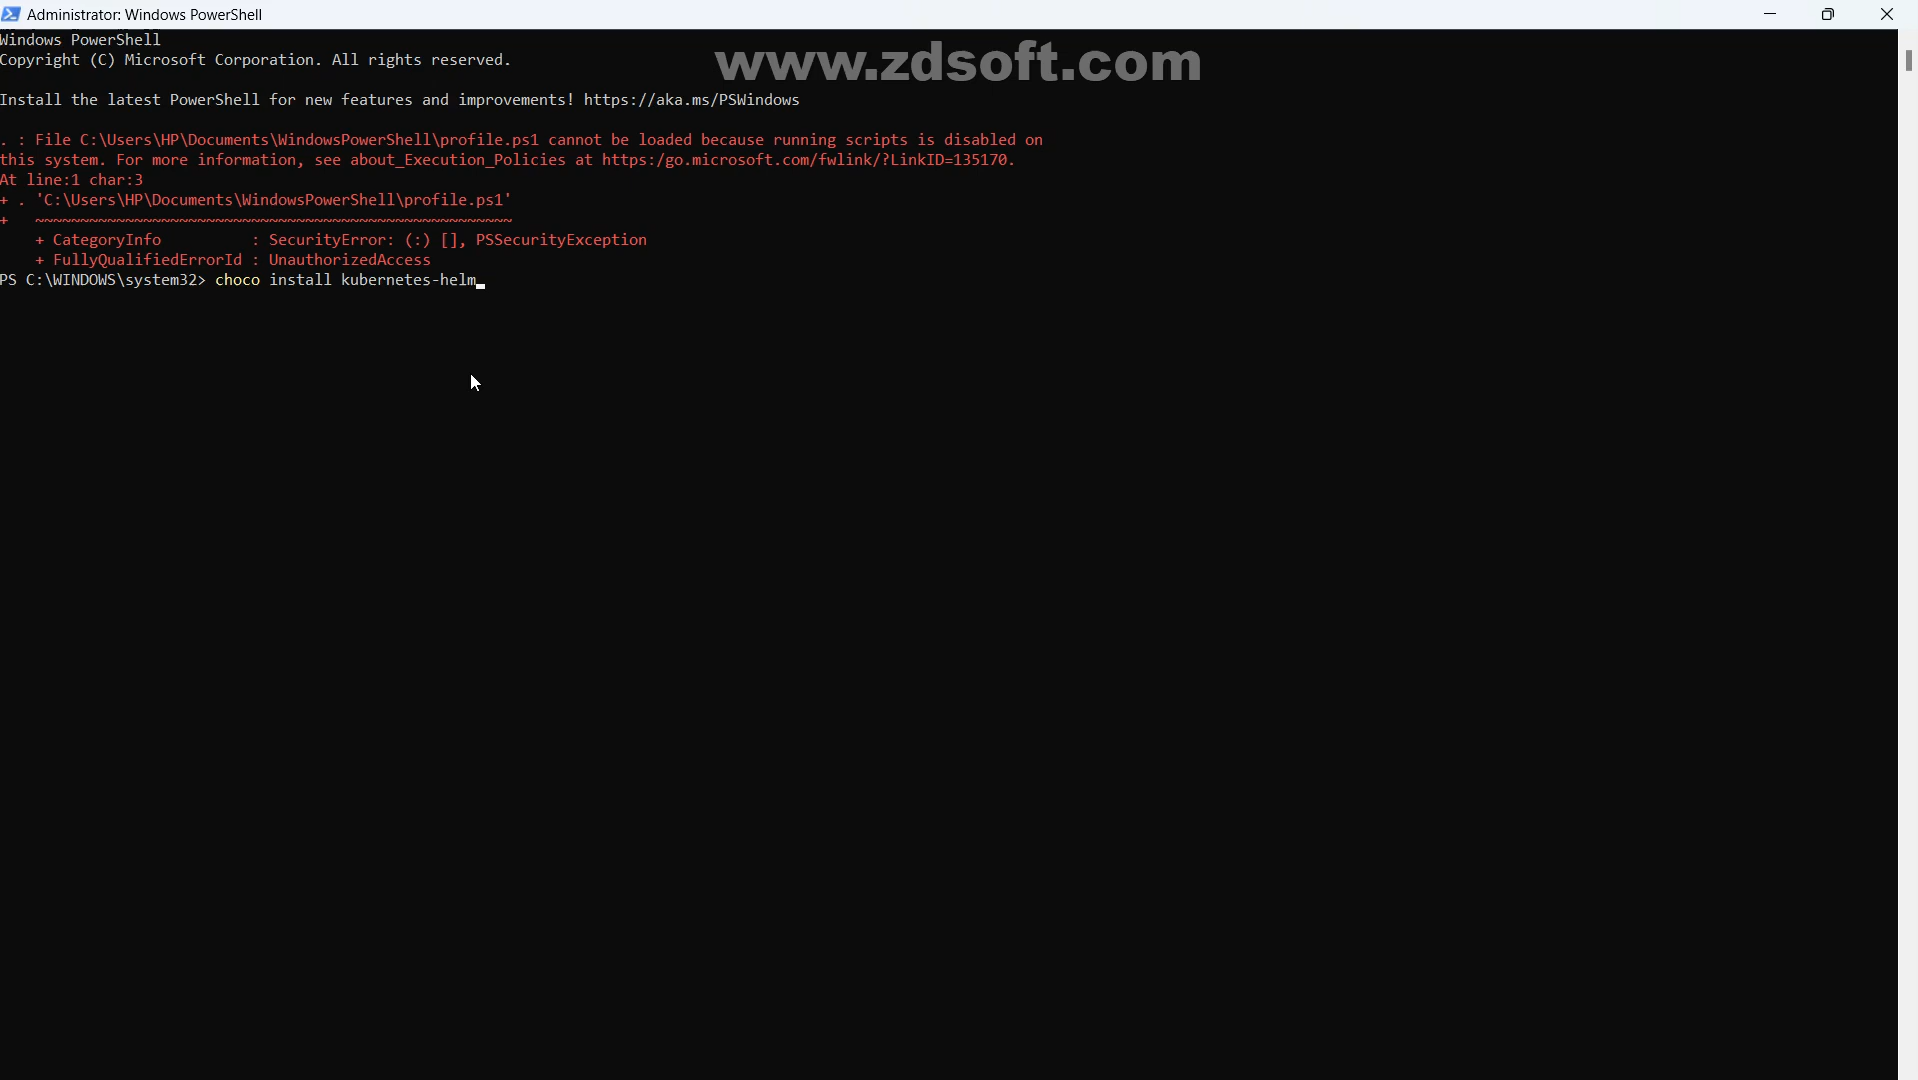 Administrator: Windows PowerShell
Windows PowerShell
Copyright (C) Microsoft Corporation. All rights reserved.
www.zdsoft.com
Install the latest PowerShell for new features and improvements! https://aka.ms/PSWindows
. : File C:\Users\HP\Documents\WindowsPowerShell\profile.ps1 cannot be loaded because running scripts is disabled on
this system. For more information, see about_Execution_Policies at https:/go.microsoft.com/fwlink/?LinkID=135170.
At line:1 char:3
+ . 'C:\Users\HP\Documents\WindowsPowerShell\profile.ps1'
+   ~~~~~~~~~~~~~~~~~~~~~~~~~~~~~~~~~~~~~~~~~~~~~~~~~~~~~
    + CategoryInfo          : SecurityError: (:) [], PSSecurityException
    + FullyQualifiedErrorId : UnauthorizedAccess
PS C:\WINDOWS\system32> choco install kubernetes-helm